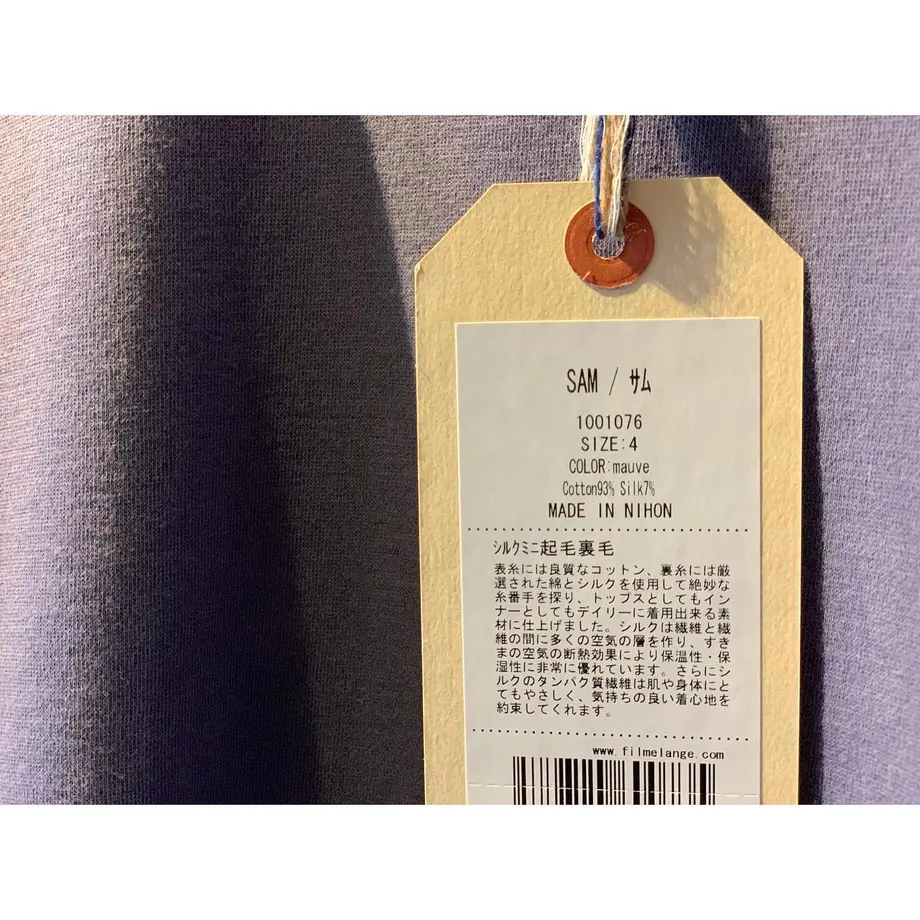 SAM / サム
1001076
SIZE:4
COLOR:mauve
Cotton93% Silk7%
MADE IN NIHON
シルクミニ起毛裏毛
表糸には良質なコットン、裏糸には厳
選された綿とシルクを使用して絶妙な
糸番手を探り、トップスとしてもイン
ナーとしてもデイリーに着用出来る素
材に仕上げました。シルクは繊維と繊
維の間に多くの空気の層を作り、すき
まの空気の断熱効果により保温性・保
湿性に非常に優れています。さらにシ
ルクのタンパク質繊維は肌や身体にと
てもやさしく、気持ちの良い着心地を
約束してくれます。
www.filmelange.com